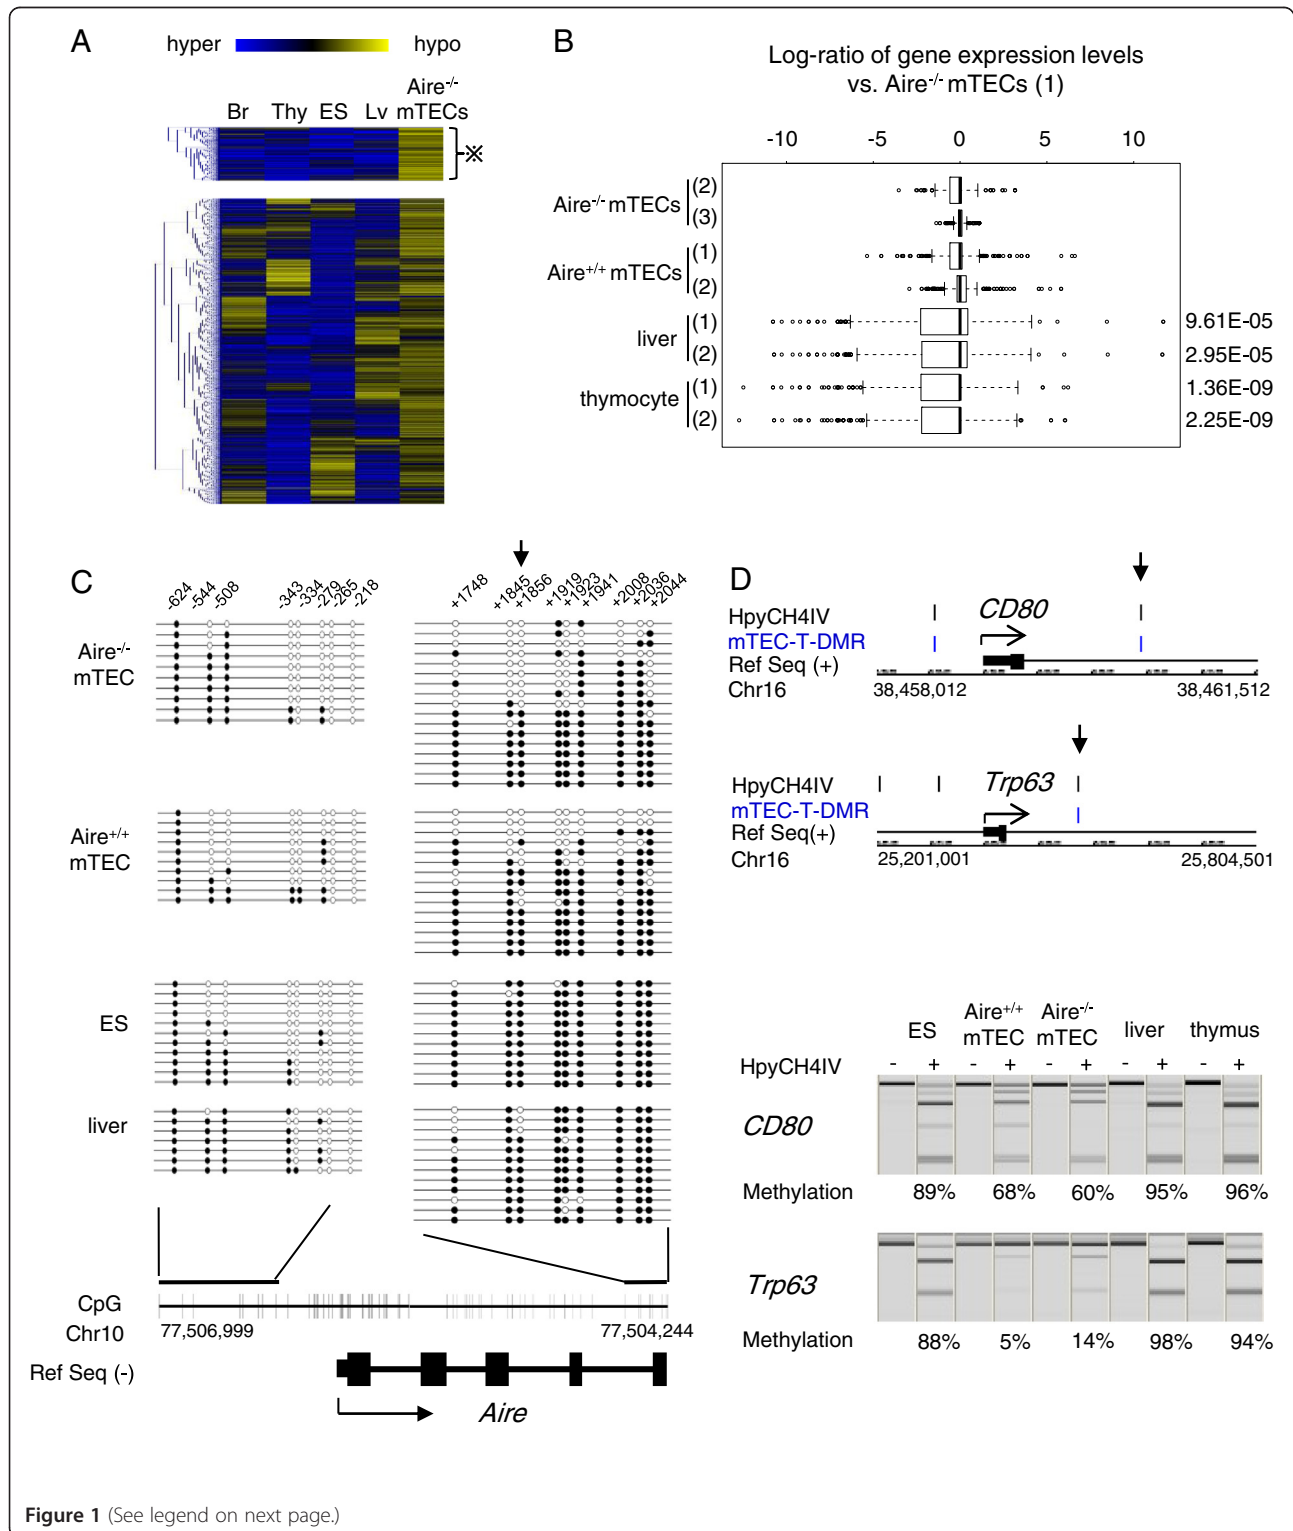 A
hyper hypo
Br Thy ES Lv Aire-/- mTECs
※
B
Log-ratio of gene expression levels
vs. Aire-/- mTECs (1)
-10 -5 0 5 10
Aire-/- mTECs (2)
(3)
Aire+/+ mTECs (1)
(2)
liver (1) 9.61E-05
(2) 2.95E-05
thymocyte (1) 1.36E-09
(2) 2.25E-09
C
-624 -544 -508 -343 -334 -279 -265 -218
+1748 +1845 +1856 +1919 +1923 +1941 +2008 +2036 +2044
Aire-/-
mTEC
Aire+/+
mTEC
ES
liver
CpG
Chr10
77,506,999 77,504,244
Ref Seq (-)
Aire
D
HpyCH4IV CD80
mTEC-T-DMR
Ref Seq (+)
Chr16 38,458,012 38,461,512
HpyCH4IV Trp63
mTEC-T-DMR
Ref Seq(+)
Chr16 25,201,001 25,804,501
ES Aire+/+ mTEC Aire-/- mTEC liver thymus
HpyCH4IV - + - + - + - + - +
CD80
Methylation 89% 68% 60% 95% 96%
Trp63
Methylation 88% 5% 14% 98% 94%
Figure 1 (See legend on next page.)